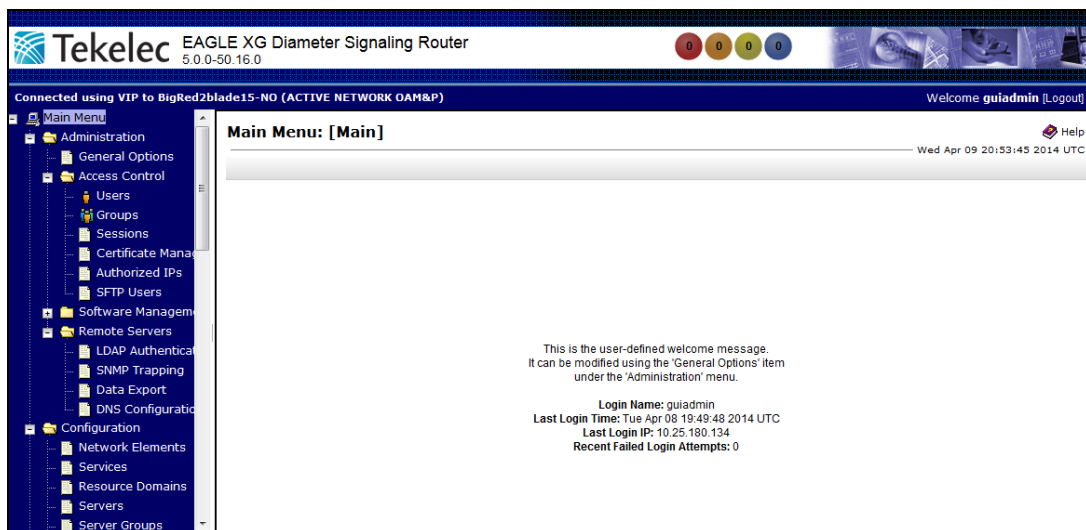 Tekelec EAGLE XG Diameter Signaling Router
5.0.0-50.16.0
0 0 0 0
Connected using VIP to BigRed2blade15-NO (ACTIVE NETWORK OAM&P)
Welcome guiadmin [Logout]
Main Menu
Administration
General Options
Access Control
Users
Groups
Sessions
Certificate Manag
Authorized IPs
SFTP Users
Software Managem
Remote Servers
LDAP Authenticat
SNMP Trapping
Data Export
DNS Configuratio
Configuration
Network Elements
Services
Resource Domains
Servers
Server Groups
Main Menu: [Main]
Help
Wed Apr 09 20:53:45 2014 UTC
This is the user-defined welcome message.
It can be modified using the 'General Options' item
under the 'Administration' menu.
Login Name: guiadmin
Last Login Time: Tue Apr 08 19:49:48 2014 UTC
Last Login IP: 10.25.180.134
Recent Failed Login Attempts: 0